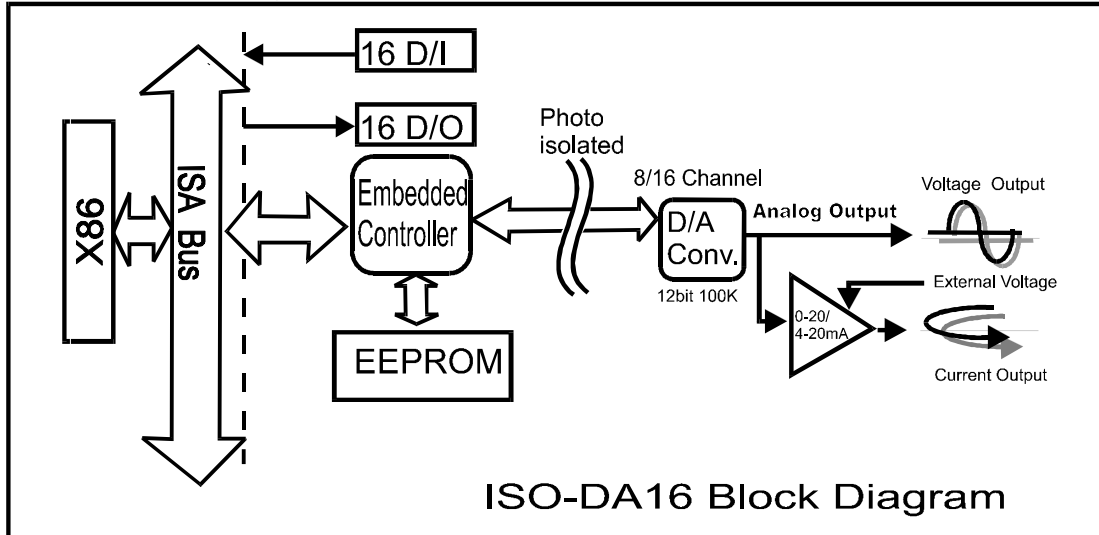 16 D/I
16 D/O
Photo
isolated
X86
ISA Bus
Embedded
Controller
8/16 Channel
D/A
Conv.
12bit 100K
Analog Output
Voltage Output
External Voltage
0-20/
4-20mA
Current Output
EEPROM
ISO-DA16 Block Diagram